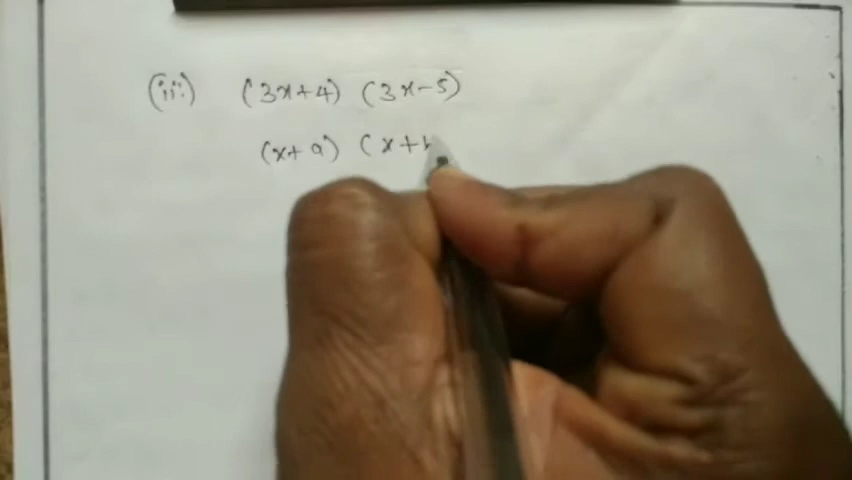 (iii) (3x+4) (3x-5)
(x+a) (x+